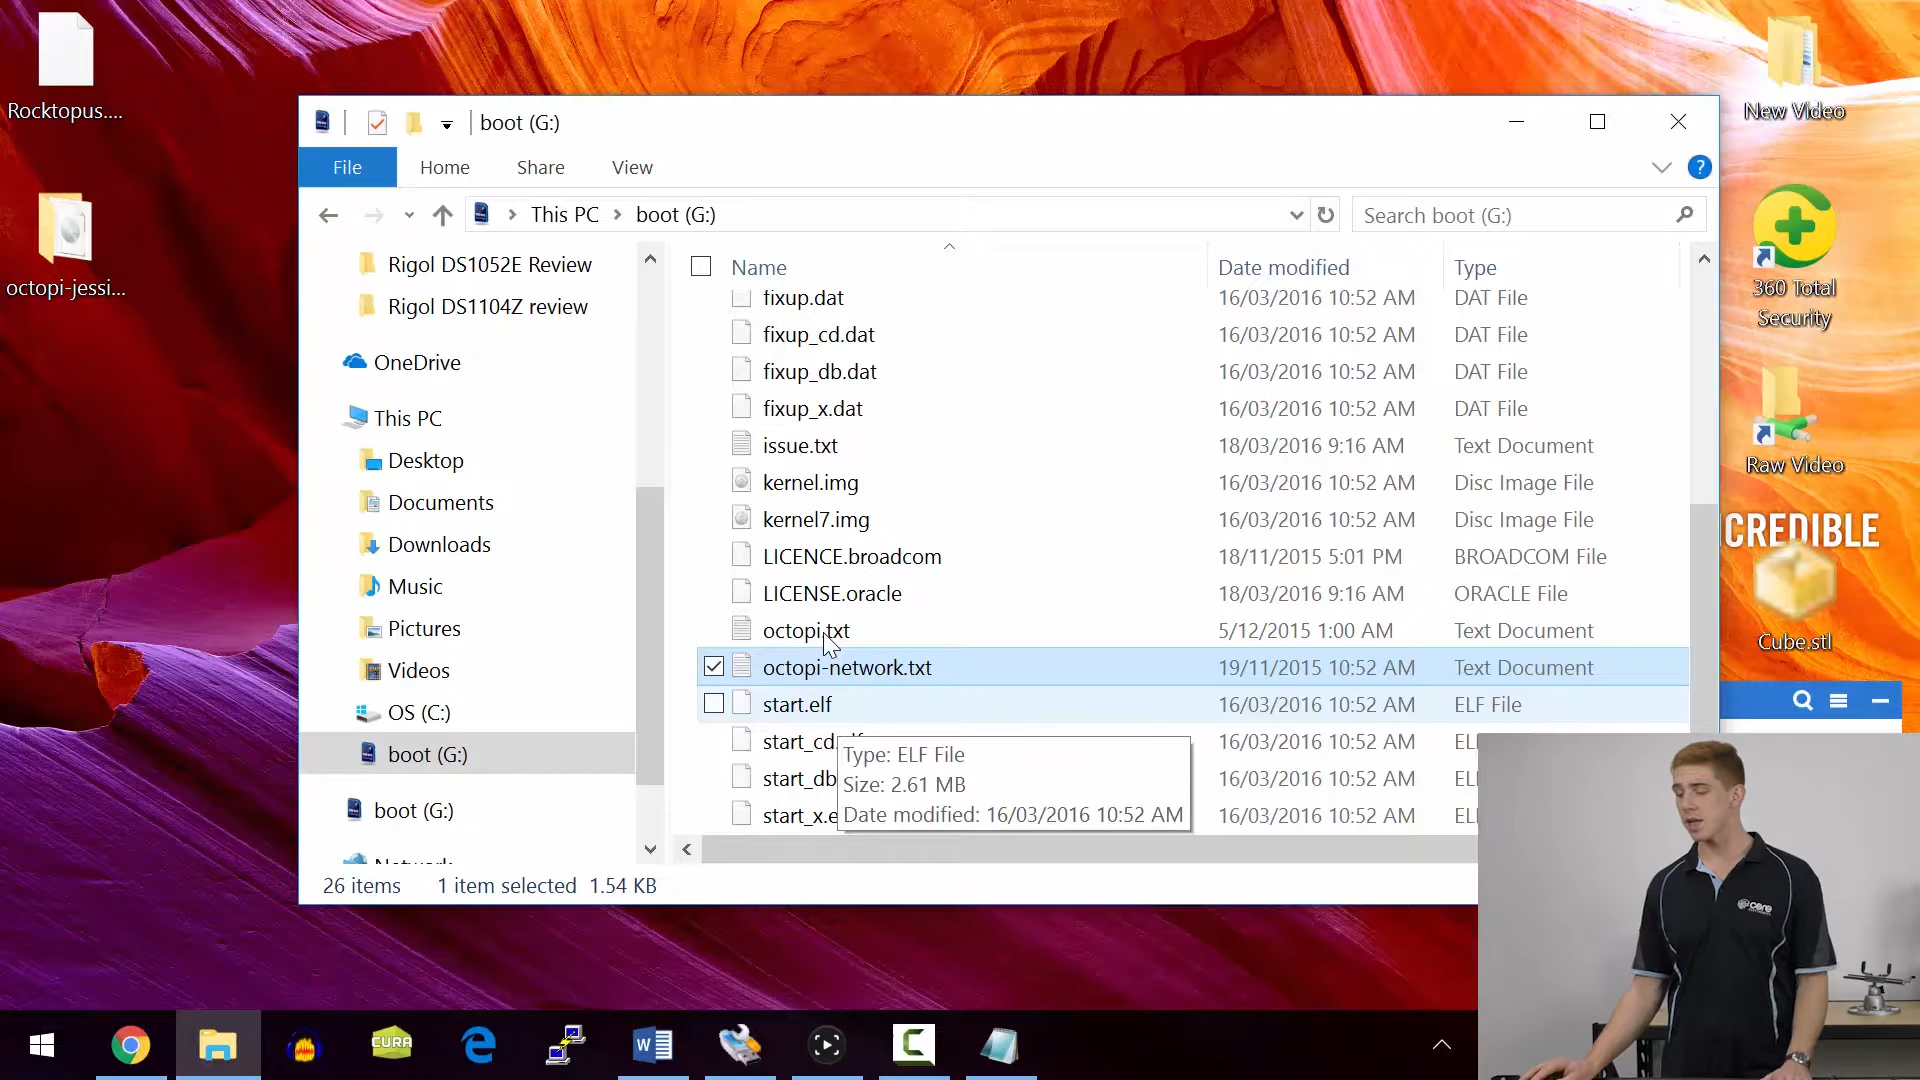 Rocktopus....
octopi-jessi...
New Video
360 Total
Security
Raw Video
CREDIBLE
Cube.stl
boot (G:)
File
Home
Share
View
?
This PC
boot (G:)
Search boot (G:)
Rigol DS1052E Review
Rigol DS1104Z review
OneDrive
This PC
Desktop
Documents
Downloads
Music
Pictures
Videos
OS (C:)
boot (G:)
boot (G:)
Network
Name
Date modified
Type
fixup.dat 16/03/2016 10:52 AM DAT File
fixup_cd.dat 16/03/2016 10:52 AM DAT File
fixup_db.dat 16/03/2016 10:52 AM DAT File
fixup_x.dat 16/03/2016 10:52 AM DAT File
issue.txt 18/03/2016 9:16 AM Text Document
kernel.img 16/03/2016 10:52 AM Disc Image File
kernel7.img 16/03/2016 10:52 AM Disc Image File
LICENCE.broadcom 18/11/2015 5:01 PM BROADCOM File
LICENSE.oracle 18/03/2016 9:16 AM ORACLE File
octopi.txt 5/12/2015 1:00 AM Text Document
octopi-network.txt 19/11/2015 10:52 AM Text Document
start.elf 16/03/2016 10:52 AM ELF File
start_cd.elf 16/03/2016 10:52 AM EL
start_db 16/03/2016 10:52 AM EL
start_x.e 16/03/2016 10:52 AM EL
Type: ELF File
Size: 2.61 MB
Date modified: 16/03/2016 10:52 AM
26 items 1 item selected 1.54 KB
CURA
W
core